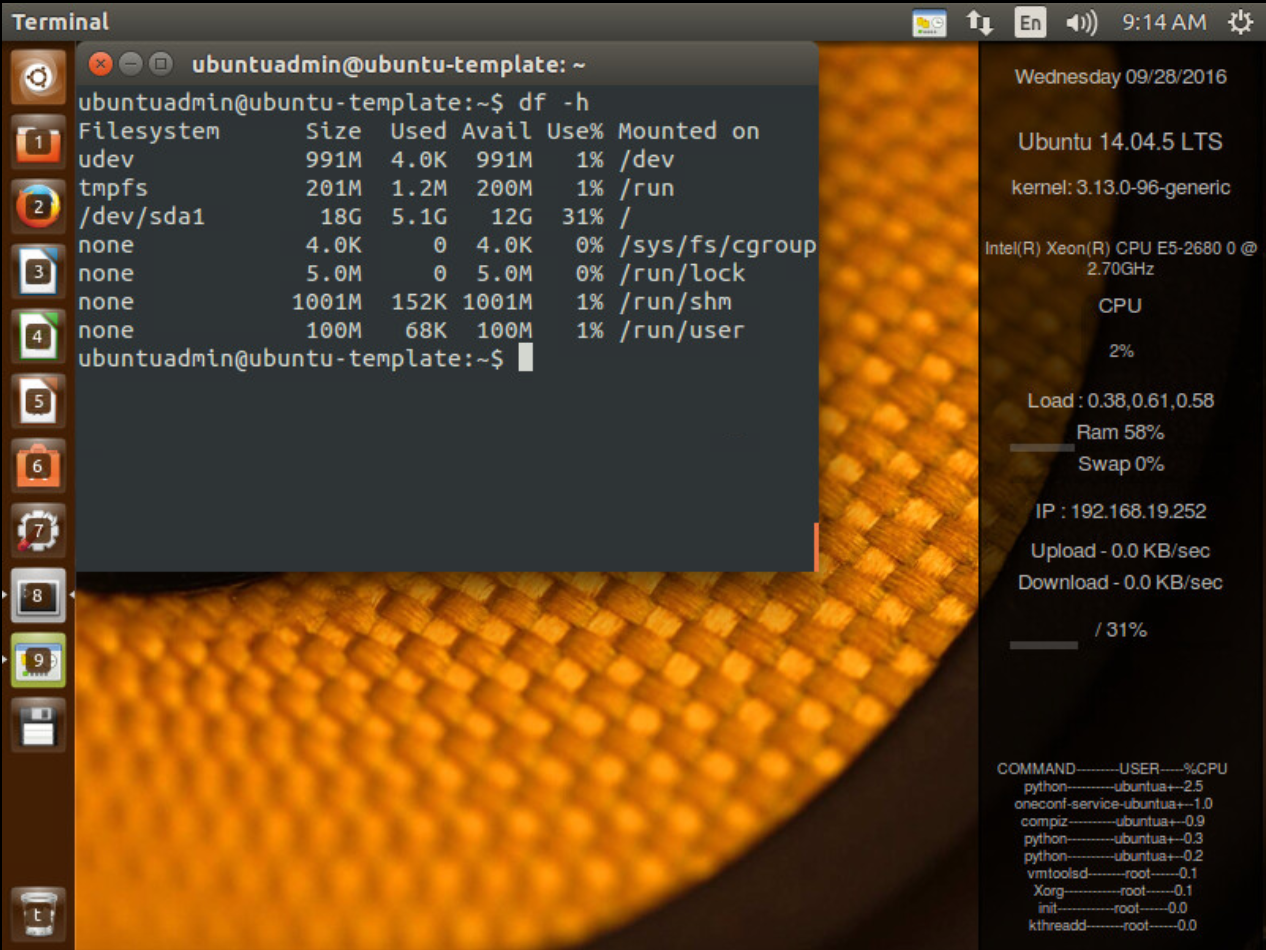 Terminal
En
9:14 AM
ubuntuadmin@ubuntu-template: ~
ubuntuadmin@ubuntu-template:~$ df -h
Filesystem      Size  Used Avail Use% Mounted on
udev            991M  4.0K  991M   1% /dev
tmpfs           201M  1.2M  200M   1% /run
/dev/sda1        18G  5.1G   12G  31% /
none            4.0K     0  4.0K   0% /sys/fs/cgroup
none            5.0M     0  5.0M   0% /run/lock
none           1001M  152K 1001M   1% /run/shm
none            100M   68K  100M   1% /run/user
ubuntuadmin@ubuntu-template:~$
1
2
3
4
5
6
7
8
9
t
Wednesday 09/28/2016
Ubuntu 14.04.5 LTS
kernel: 3.13.0-96-generic
Intel(R) Xeon(R) CPU E5-2680 0 @
2.70GHz
CPU
2%
Load : 0.38,0.61,0.58
Ram 58%
Swap 0%
IP : 192.168.19.252
Upload - 0.0 KB/sec
Download - 0.0 KB/sec
/ 31%
COMMAND---------USER-----%CPU
python----------ubuntua+--2.5
oneconf-service-ubuntua+--1.0
compiz----------ubuntua+--0.9
python----------ubuntua+--0.3
python----------ubuntua+--0.2
vmtoolsd--------root------0.1
Xorg------------root------0.1
init------------root------0.0
kthreadd--------root------0.0